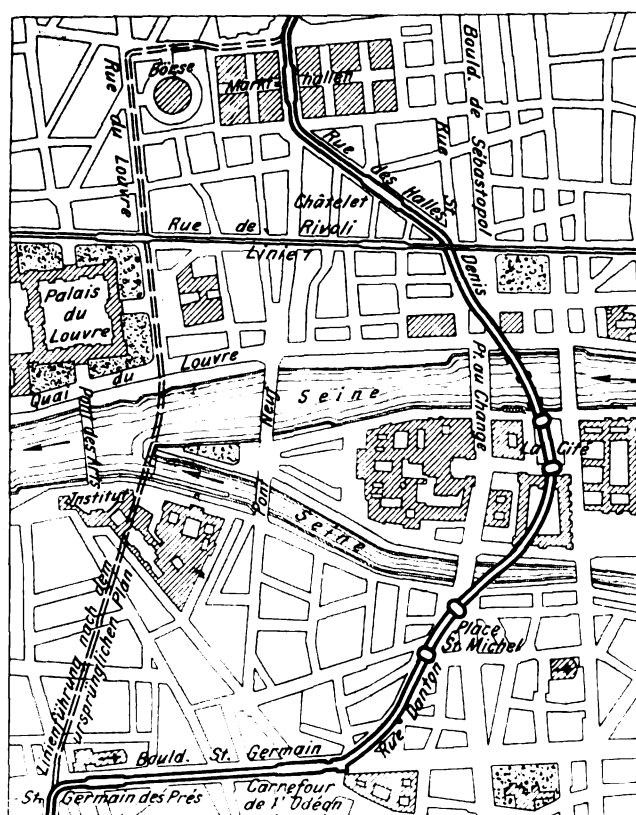 Börse
Markthallen
Rue du Louvre
Bould. de Sébastopol
Rue St. Denis
Rue des Halles
Châtelet
Rue de Rivoli
Linie 1
Palais
du
Louvre
Quai du Louvre
Seine
Pont des Arts
Pont Neuf
Pt. au Change
La Cité
Institut
Seine
Linienführung nach dem
ursprünglichen Plan
Place
St. Michel
Rue Danton
Bould. St. Germain
St. Germain des Prés
Carrefour
de l'Odéon